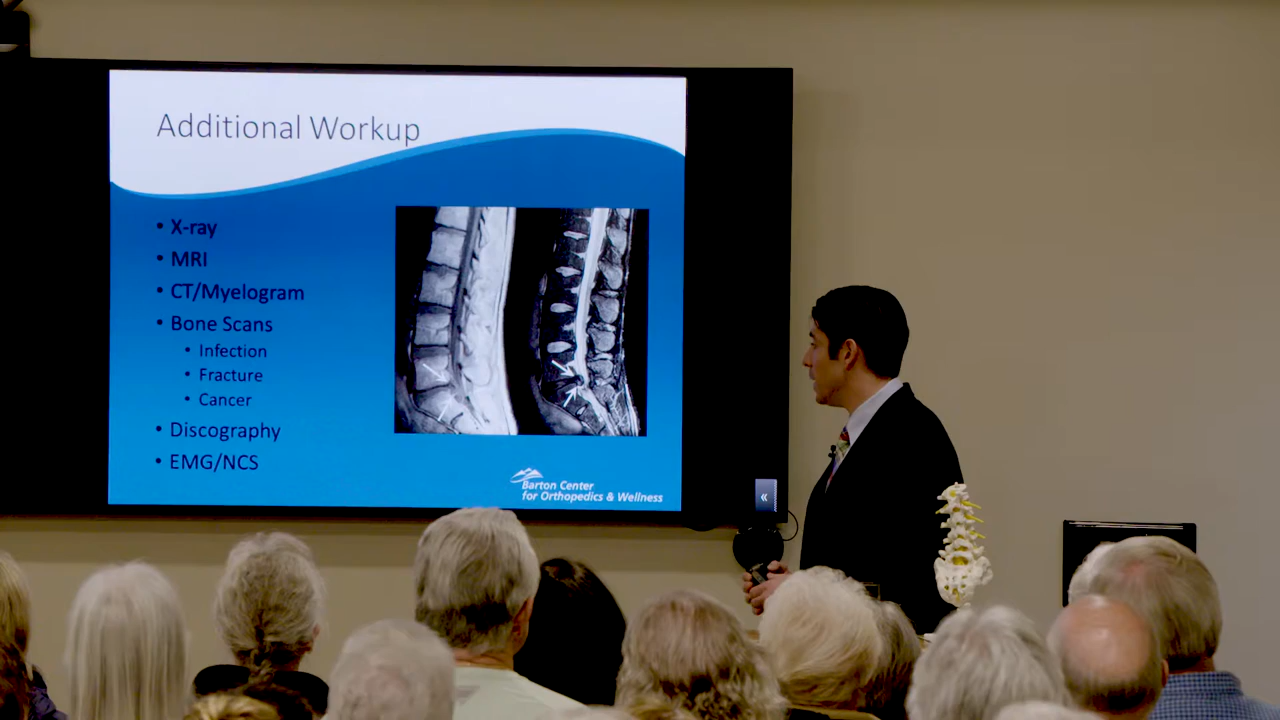 Additional Workup
• X-ray
• MRI
• CT/Myelogram
• Bone Scans
• Infection
• Fracture
• Cancer
• Discography
• EMG/NCS
Barton Center
for Orthopedics & Wellness
«